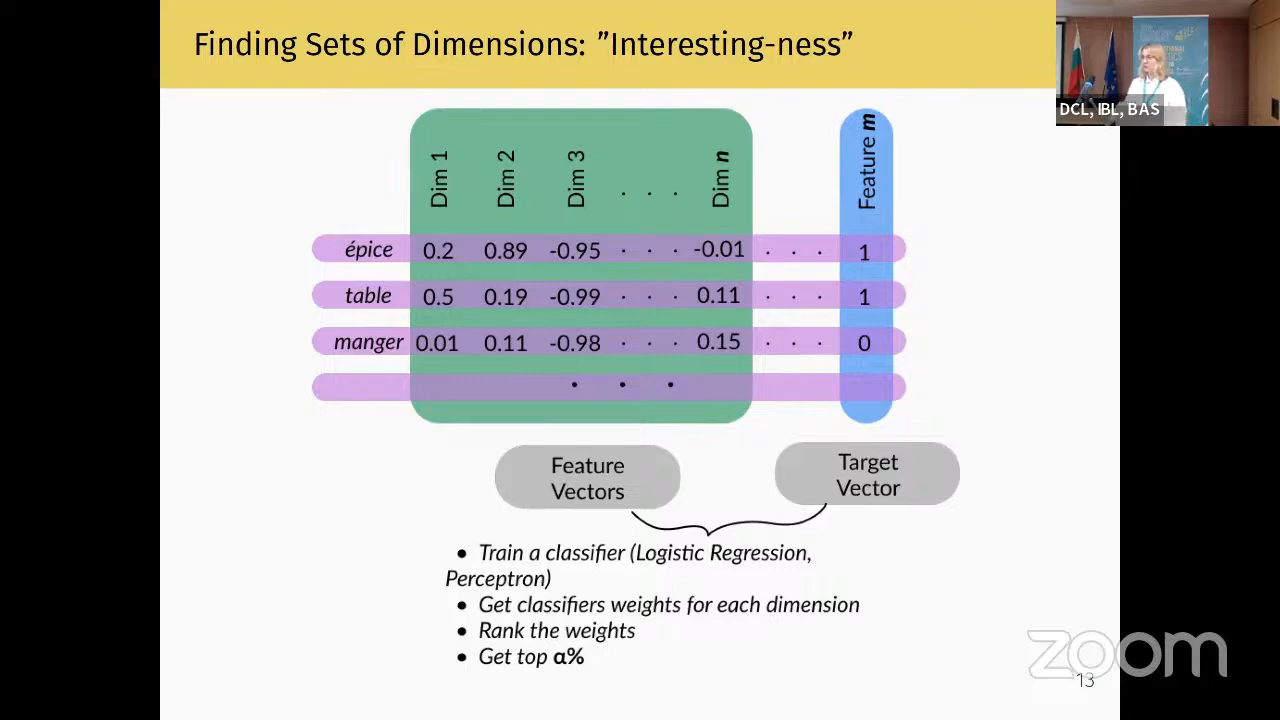 Finding Sets of Dimensions: ”Interesting-ness”
DCL, IBL, BAS
Dim 1 Dim 2 Dim 3 . . . Dim n Feature m
épice 0.2 0.89 -0.95 . . . -0.01 . . . 1
table 0.5 0.19 -0.99 . . . 0.11 . . . 1
manger 0.01 0.11 -0.98 . . . 0.15 . . . 0
. . .
Feature
Vectors
Target
Vector
• Train a classifier (Logistic Regression,
Perceptron)
• Get classifiers weights for each dimension
• Rank the weights
• Get top α%
zoom
13